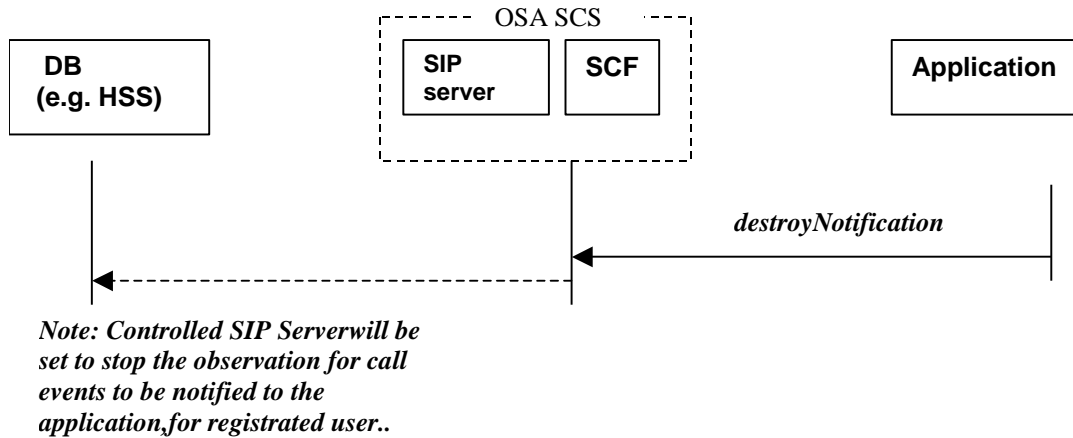 OSA SCS
DB
(e.g. HSS)
SIP
server
SCF
Application
destroyNotification
Note: Controlled SIP Serverwill be
set to stop the observation for call
events to be notified to the
application,for registrated user..